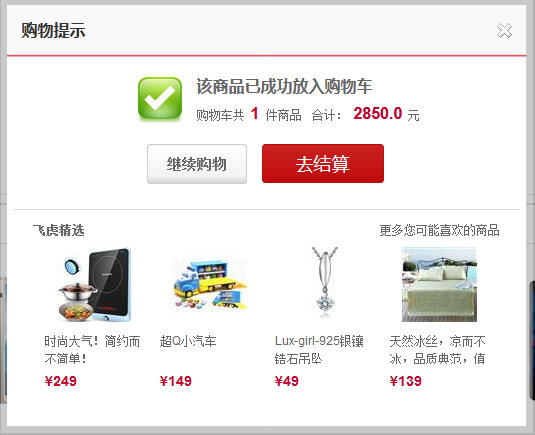 购物提示
该商品已成功放入购物车
购物车共 1 件商品 合计： 2850.0 元
继续购物 去结算
飞虎精选 更多您可能喜欢的商品
时尚大气！简约而不简单！
¥249
超Q小汽车
¥149
Lux-girl-925银镶
锆石吊坠
¥49
天然冰丝，凉而不
冰，品质典范，值
¥139